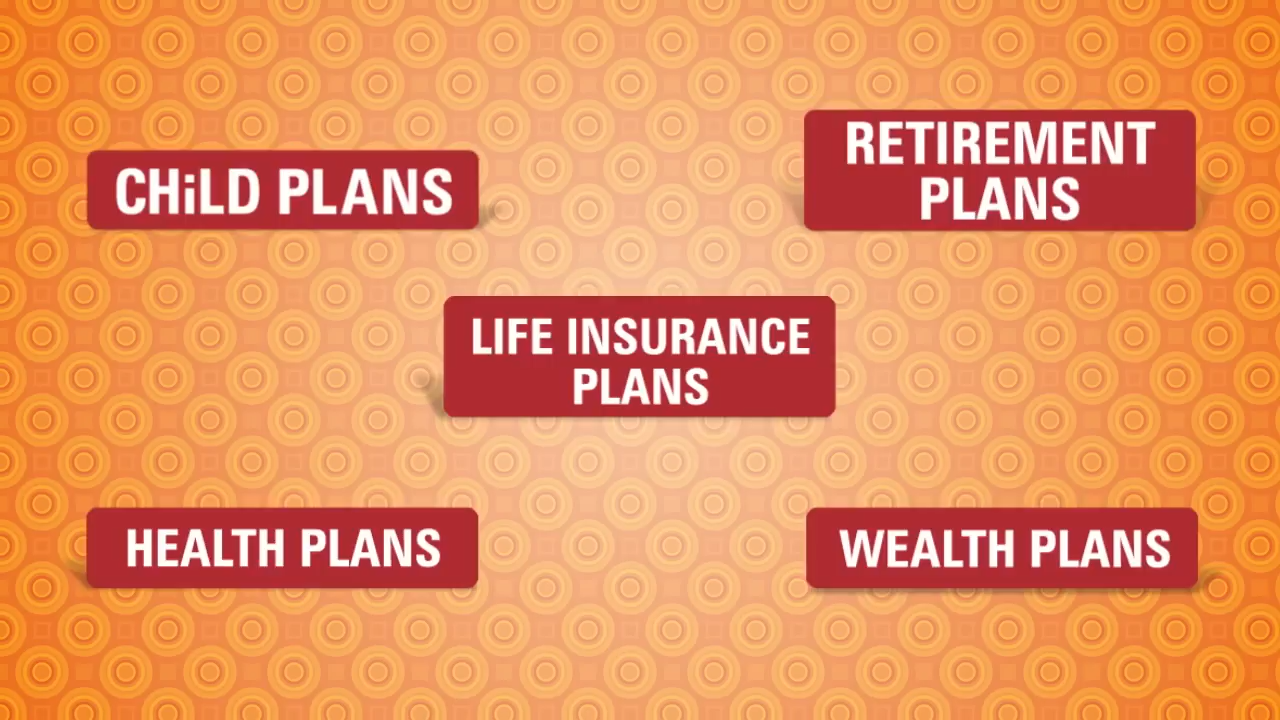 CHiLD PLANS
RETIREMENT
PLANS
LIFE INSURANCE
PLANS
HEALTH PLANS
WEALTH PLANS